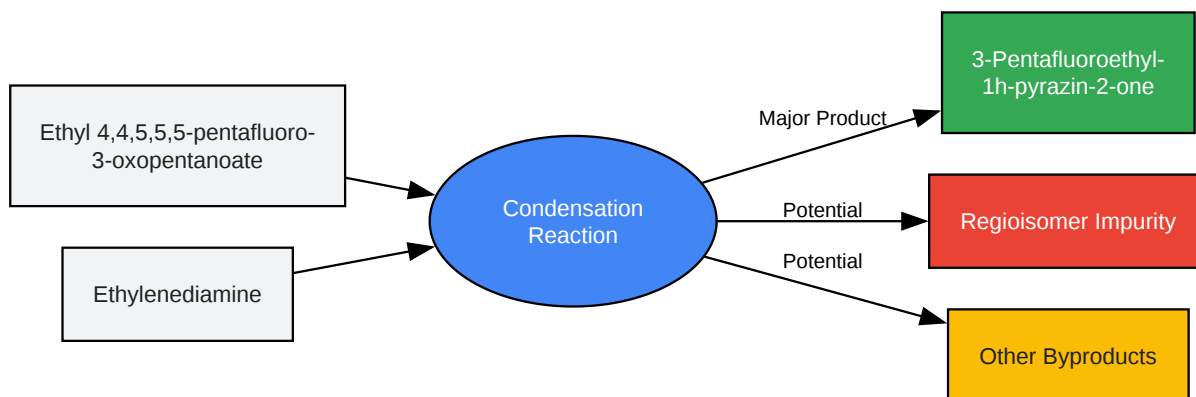 Ethyl 4,4,5,5,5-pentafluoro-
3-oxopentanoate
Ethylenediamine
Condensation
Reaction
Major Product
Potential
Potential
3-Pentafluoroethyl-
1h-pyrazin-2-one
Regioisomer Impurity
Other Byproducts